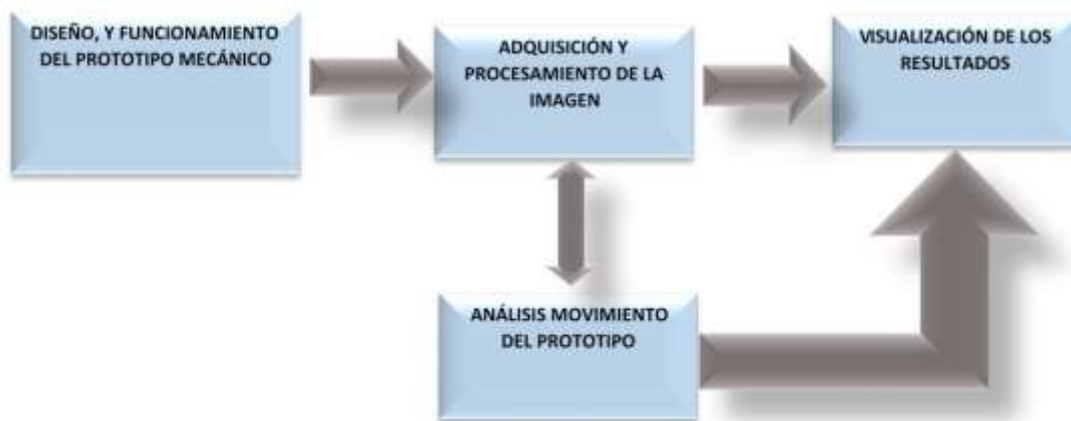 DISEÑO, Y FUNCIONAMIENTO
DEL PROTOTIPO MECÁNICO
ADQUISICIÓN Y
PROCESAMIENTO DE LA
IMAGEN
VISUALIZACIÓN DE LOS
RESULTADOS
ANÁLISIS MOVIMIENTO
DEL PROTOTIPO